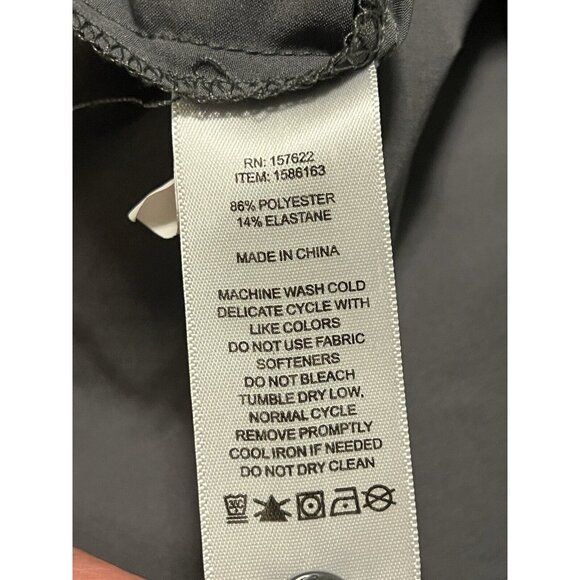 RN: 157622
ITEM: 1586163
86% POLYESTER
14% ELASTANE
MADE IN CHINA
MACHINE WASH COLD
DELICATE CYCLE WITH
LIKE COLORS
DO NOT USE FABRIC
SOFTENERS
DO NOT BLEACH
TUMBLE DRY LOW,
NORMAL CYCLE
REMOVE PROMPTLY
COOL IRON IF NEEDED
DO NOT DRY CLEAN